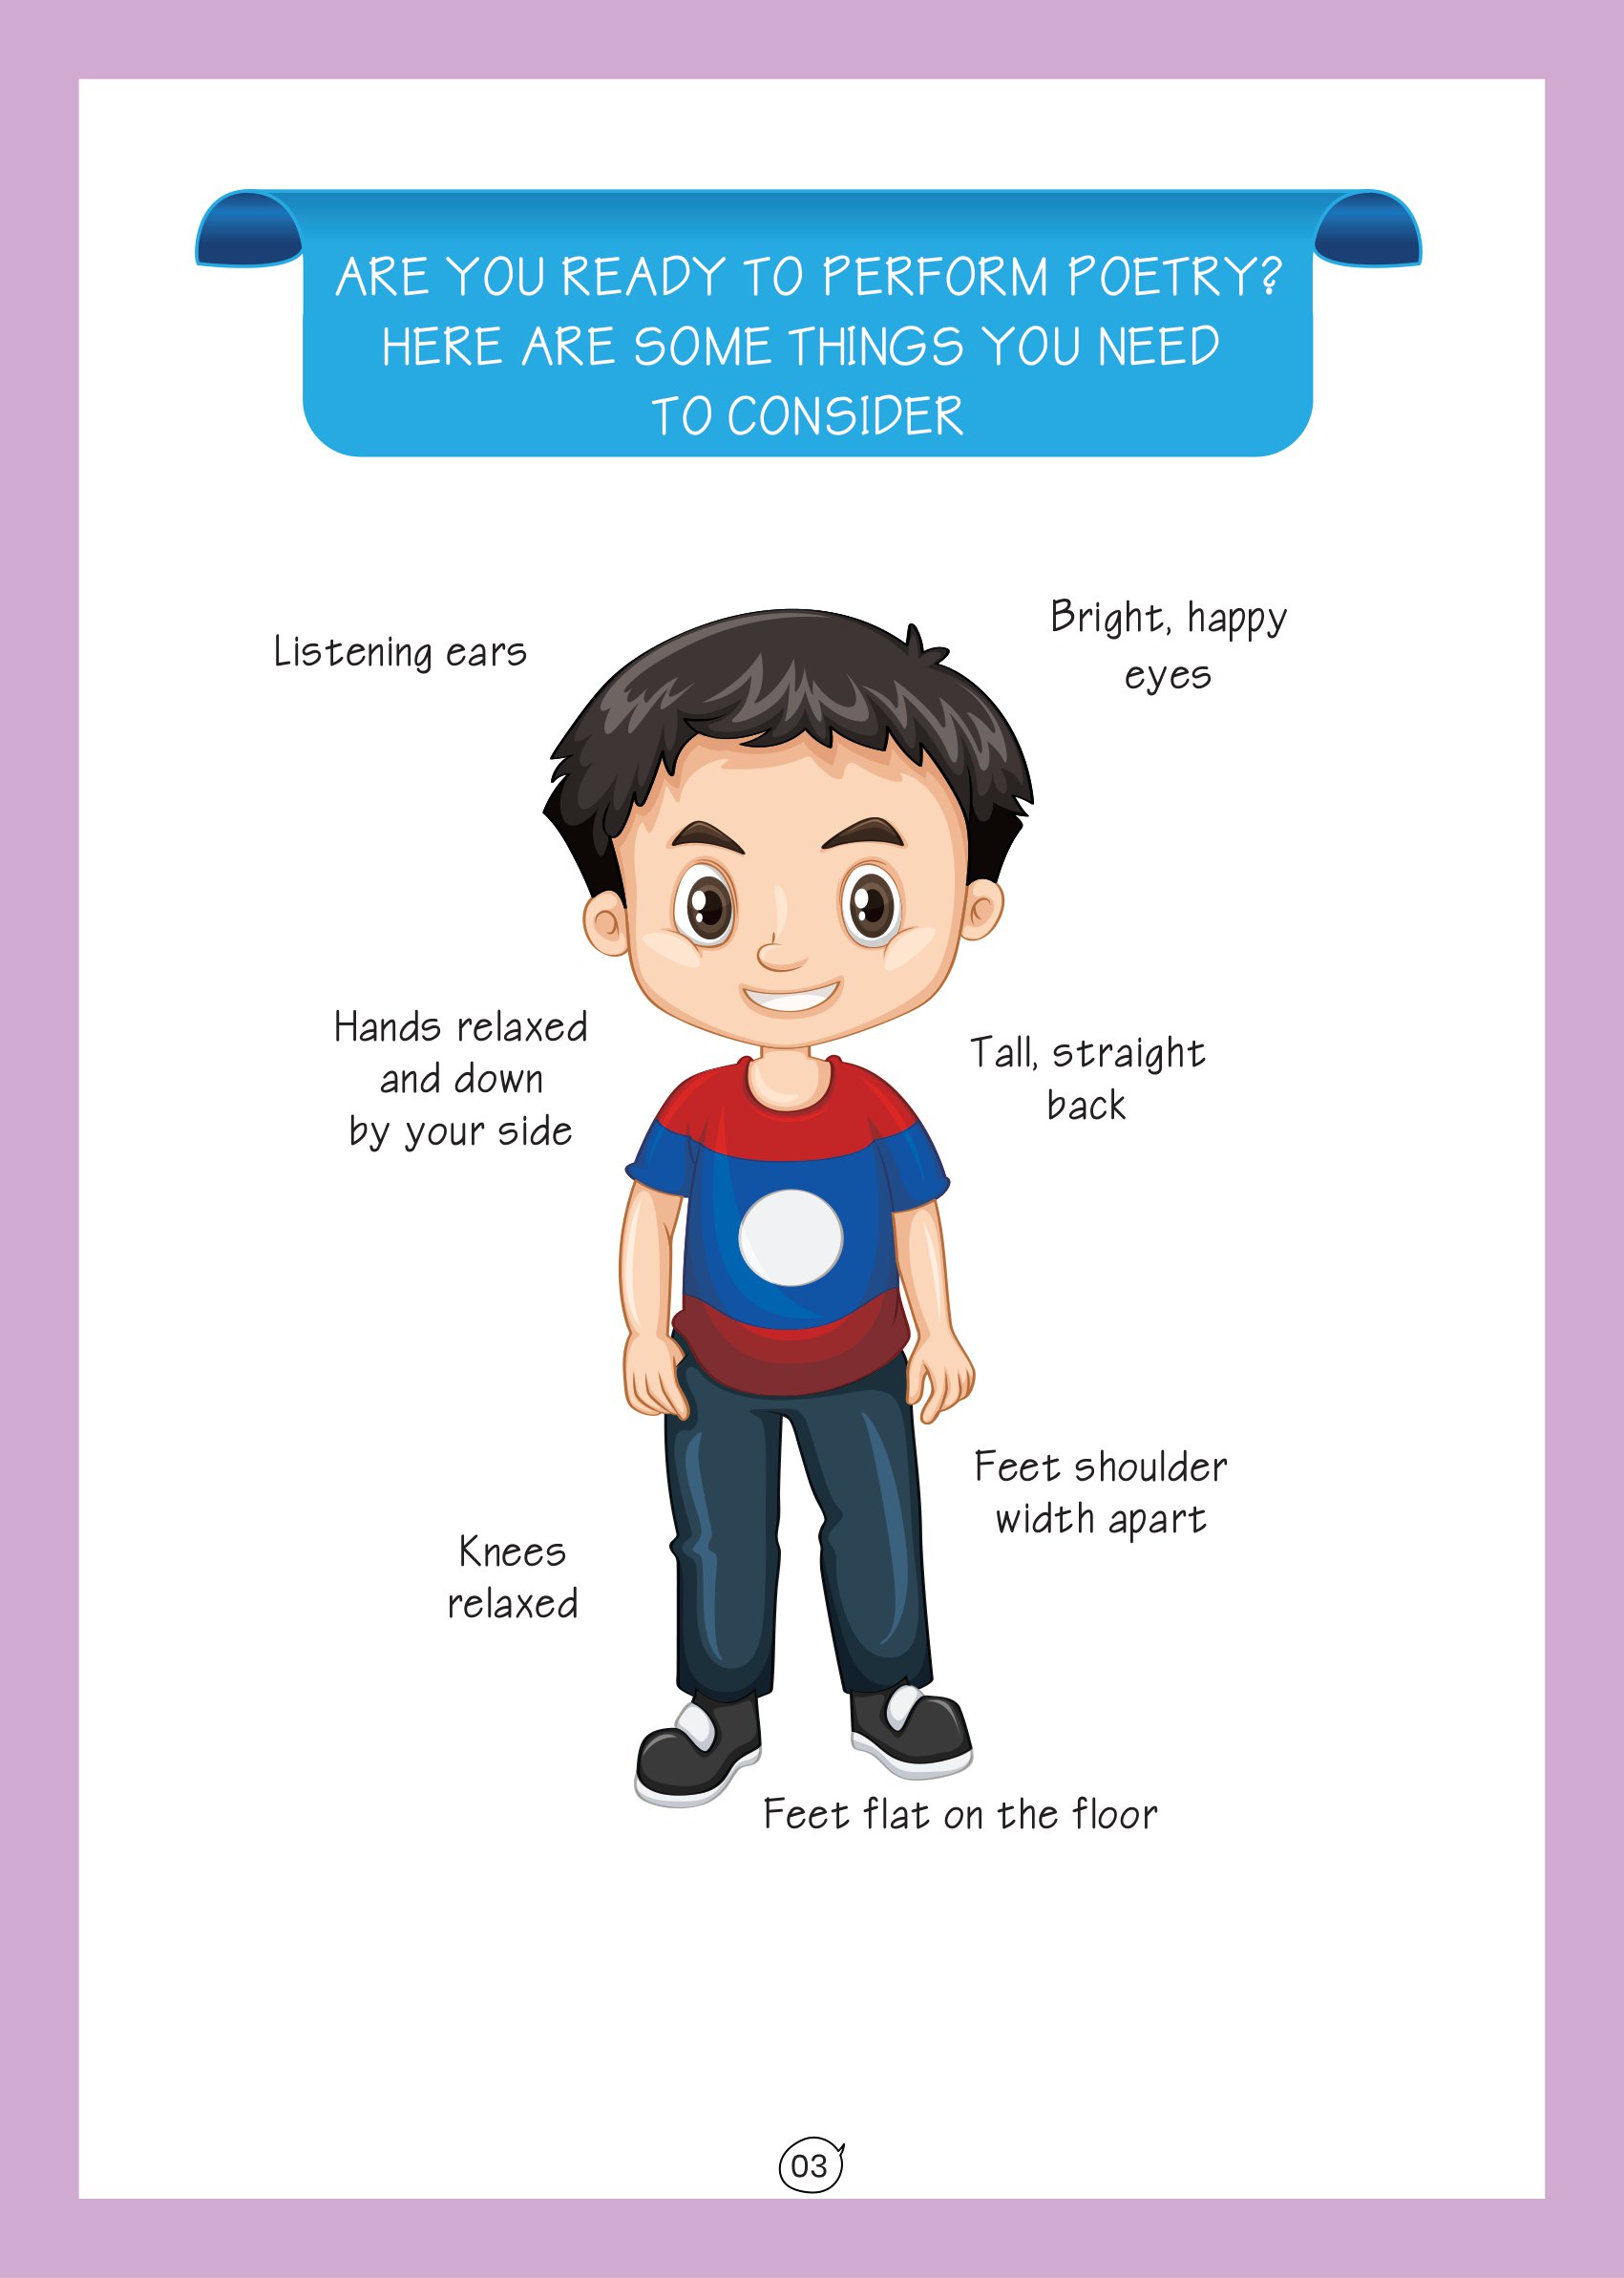 ARE YOU READY TO PERFORM POETRY?
HERE ARE SOME THINGS YOU NEED
TO CONSIDER
Listening ears
Bright, happy
eyes
Hands relaxed
and down
by your side
Tall, straight
back
Feet shoulder
width apart
Knees
relaxed
Feet flat on the floor
03